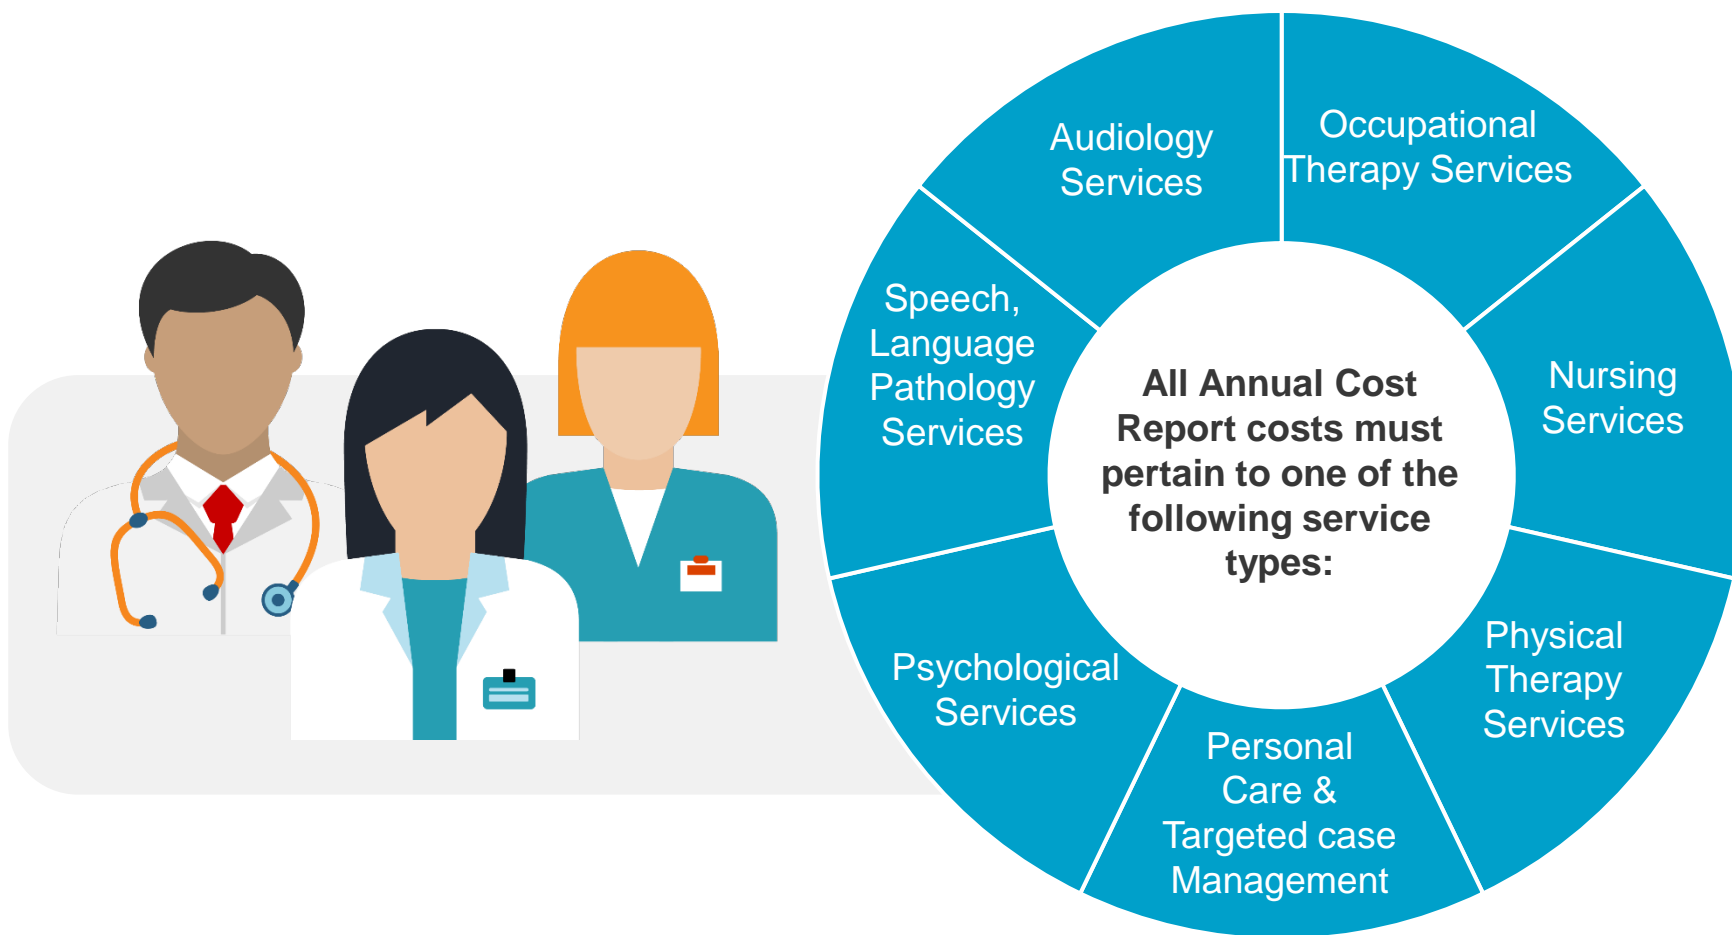 All Annual Cost
Report costs must
pertain to one of the
following service
types:
Occupational
Therapy Services
Nursing
Services
Physical
Therapy
Services
Personal
Care &
Targeted case
Management
Psychological
Services
Speech,
Language
Pathology
Services
Audiology
Services